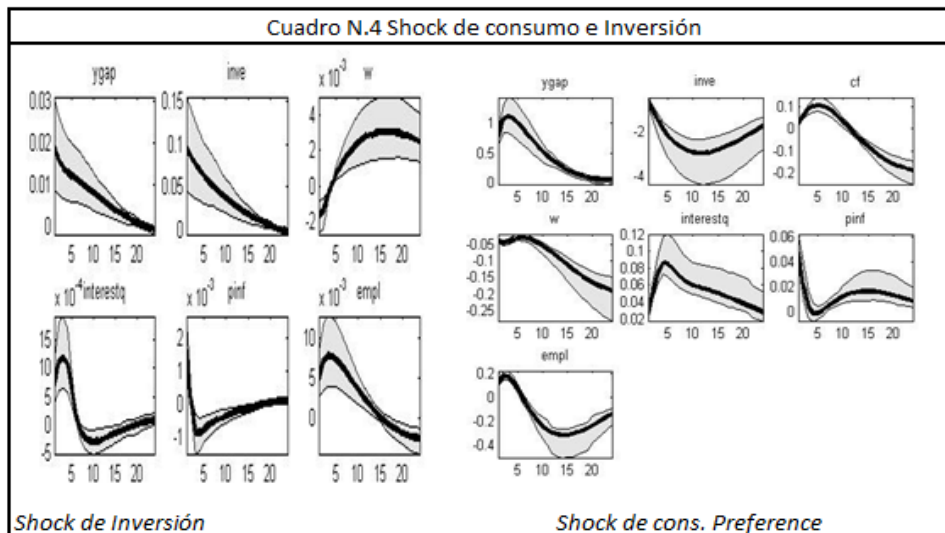 Cuadro N.4 Shock de consumo e Inversión
ygap
inve
x 10⁻³ w
0.03
0.02
0.01
0
0.15
0.1
0.05
0
4
2
0
-2
5 10 15 20
5 10 15 20
5 10 15 20
x 10⁻⁴ interestq
x 10⁻³ pinf
x 10⁻³ empl
15
10
5
0
-5
2
1
0
-1
10
5
0
5 10 15 20
5 10 15 20
5 10 15 20
Shock de Inversión
ygap
inve
cf
1
0.5
0
-2
-4
0.1
0
-0.1
-0.2
5 10 15 20
5 10 15 20
5 10 15 20
w
interestq
pinf
-0.05
-0.1
-0.15
-0.2
-0.25
0.12
0.1
0.08
0.06
0.04
0.02
0.06
0.04
0.02
0
5 10 15 20
5 10 15 20
5 10 15 20
empl
0.2
0
-0.2
-0.4
5 10 15 20
Shock de cons. Preference